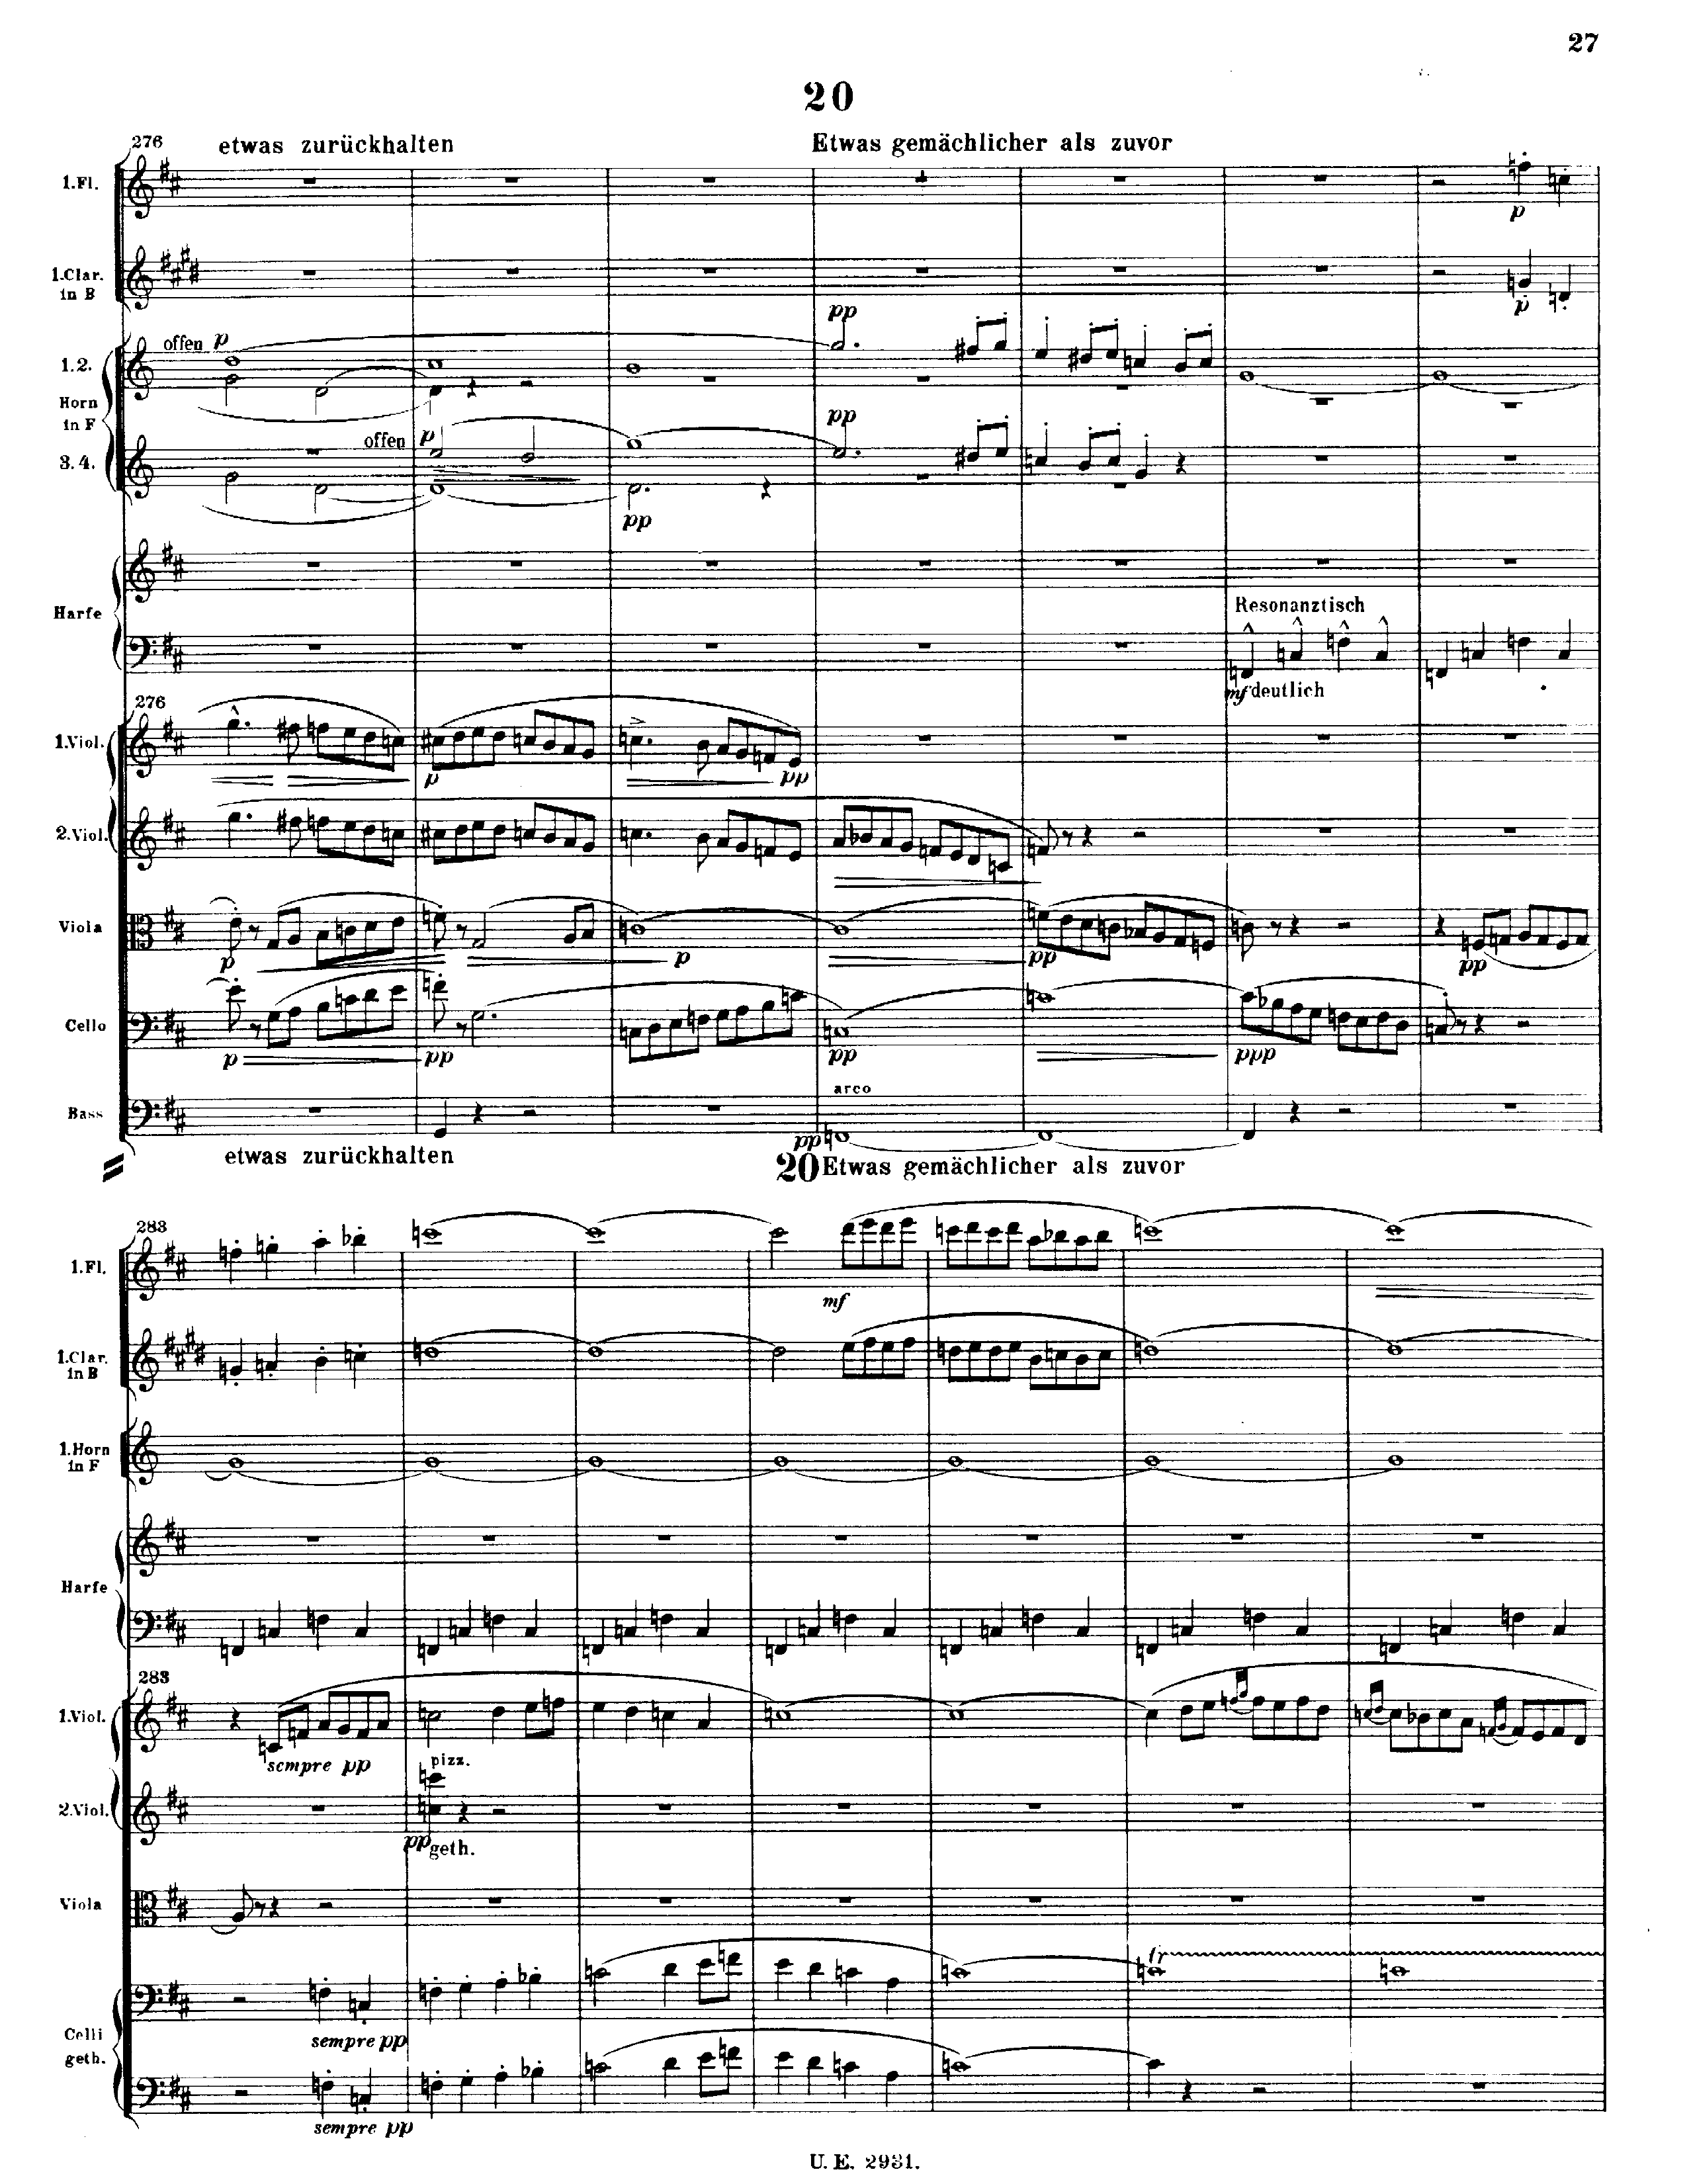 27
20
276 etwas zurückhalten Etwas gemächlicher als zuvor
1.Fl.
p
1.Clar.
in B
p
pp
offen p
1.2.
Horn
in F
pp
3.4.
offen p
pp
Harfe
Resonanztisch
mf deutlich
276
1.Viol.
p
pp
2.Viol.
Viola
p
p
pp
pp
Cello
p
pp
pp
ppp
arco
Bass
pp
etwas zurückhalten 20 Etwas gemächlicher als zuvor
283
1.Fl.
mf
1.Clar.
in B
1.Horn
in F
Harfe
283
1.Viol.
sempre pp
pizz.
2.Viol.
pp geth.
Viola
tr
sempre pp
Celli
geth.
sempre pp
U. E. 2931.